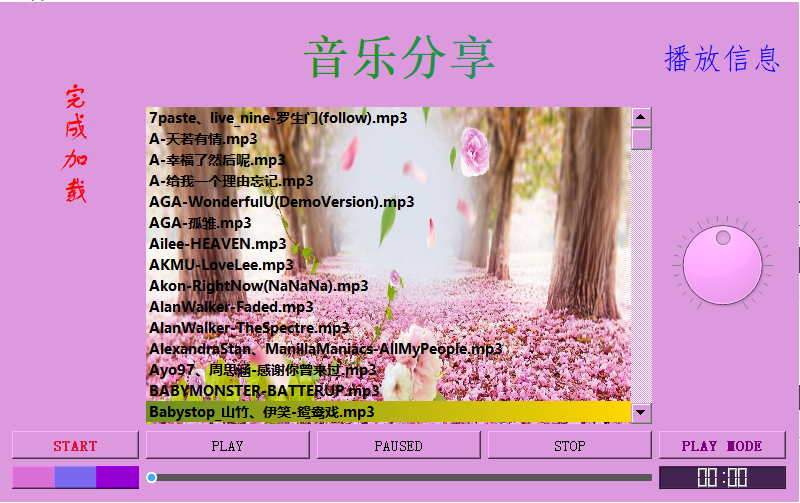 音乐分享
播放信息
完成加载
7paste、live_nine-罗生门(follow).mp3
A-天若有情.mp3
A-幸福了然后呢.mp3
A-给我一个理由忘记.mp3
AGA-WonderfulU(DemoVersion).mp3
AGA-孤雏.mp3
Ailee-HEAVEN.mp3
AKMU-LoveLee.mp3
Akon-RightNow(NaNaNa).mp3
AlanWalker-Faded.mp3
AlanWalker-TheSpectre.mp3
AlexandraStan、ManillaManiacs-AllMyPeople.mp3
Ayo97、周思涵-感谢你曾来过.mp3
BABYMONSTER-BATTERUP.mp3
Babystop_山竹、伊笑-鸳鸯戏.mp3
START
PLAY
PAUSED
STOP
PLAY MODE
00:00